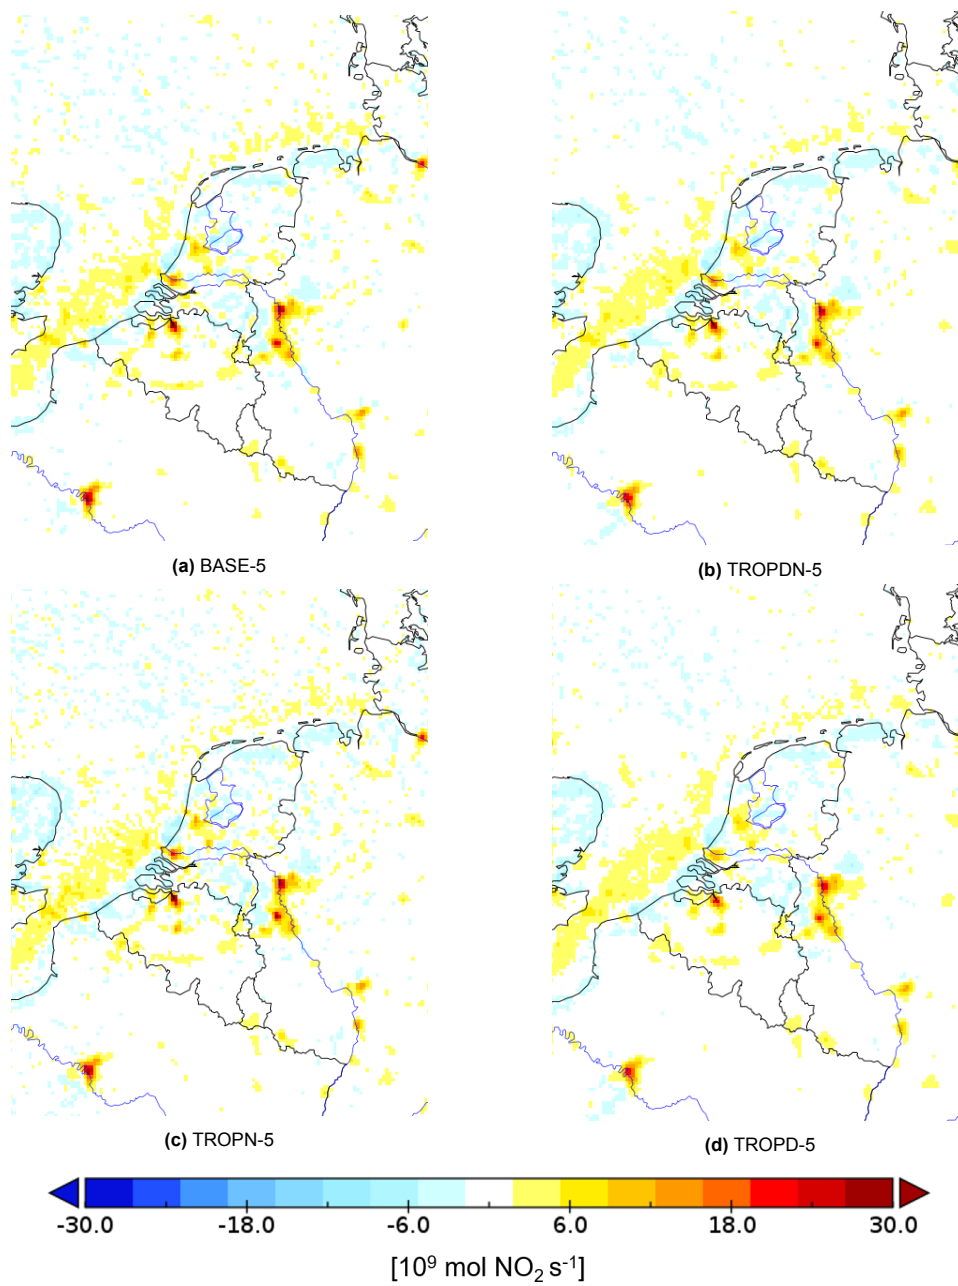 (a) BASE-5
(b) TROPDN-5
(c) TROPN-5
(d) TROPD-5
-30.0 -18.0 -6.0 6.0 18.0 30.0
[10⁹ mol NO₂ s⁻¹]